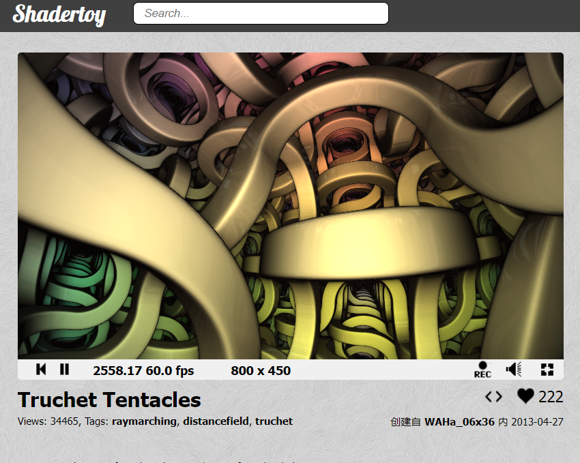 Shadertoy Search...
2558.17 60.0 fps 800 x 450 REC
Truchet Tentacles 222
Views: 34465, Tags: raymarching, distancefield, truchet 创建自 WAHa_06x36 内 2013-04-27